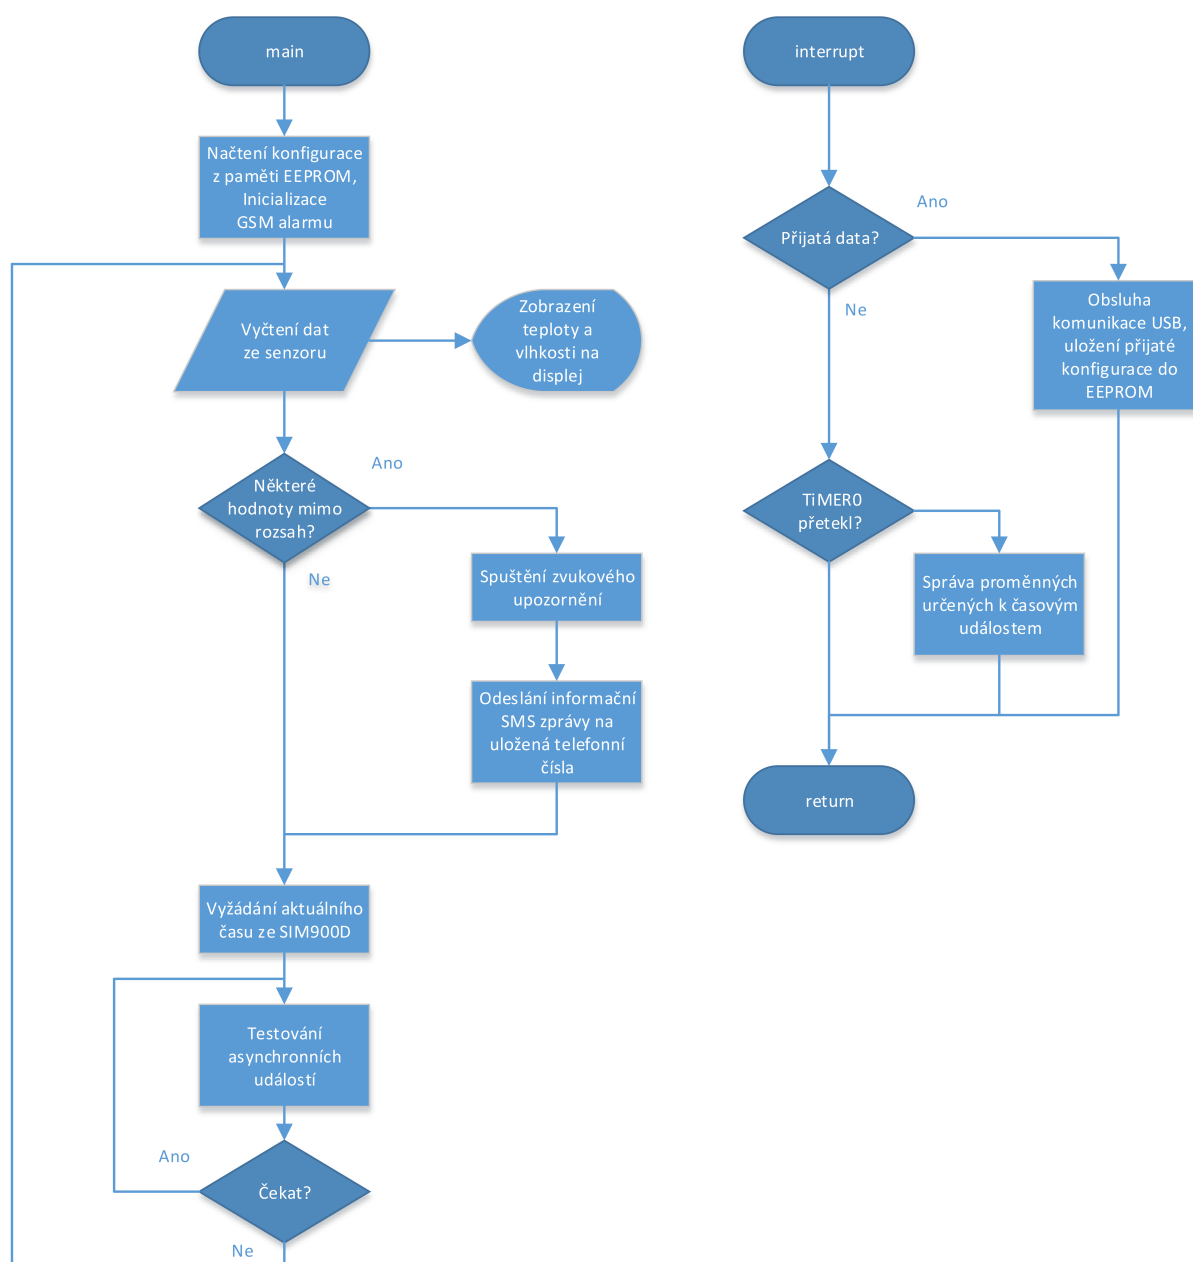 main
Načtení konfigurace
z paměti EEPROM,
Inicializace
GSM alarmu
Vyčtení dat
ze senzoru
Zobrazení
teploty a
vlhkosti na
displej
Některé
hodnoty mimo
rozsah?
Ano
Ne
Spuštění zvukového
upozornění
Odeslání informační
SMS zprávy na
uložená telefonní
čísla
Vyžádání aktuálního
času ze SIM900D
Testování
asynchronních
událostí
Ano
Čekat?
Ne
interrupt
Přijatá data?
Ano
Ne
Obsluha
komunikace USB,
uložení přijaté
konfigurace do
EEPROM
TiMER0
přetekl?
Správa proměnných
určených k časovým
událostem
return